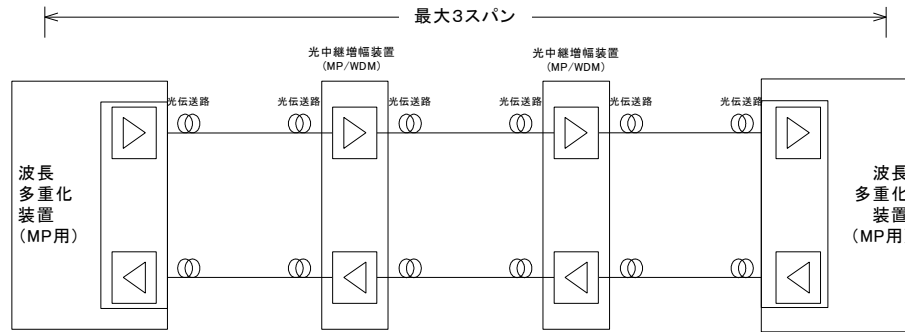 最大3スパン
光中継増幅装置
(MP/WDM)
光中継増幅装置
(MP/WDM)
光伝送路
光伝送路
光伝送路
光伝送路
光伝送路
光伝送路
波長
多重化
装置
(MP用)
波長
多重化
装置
(MP用)